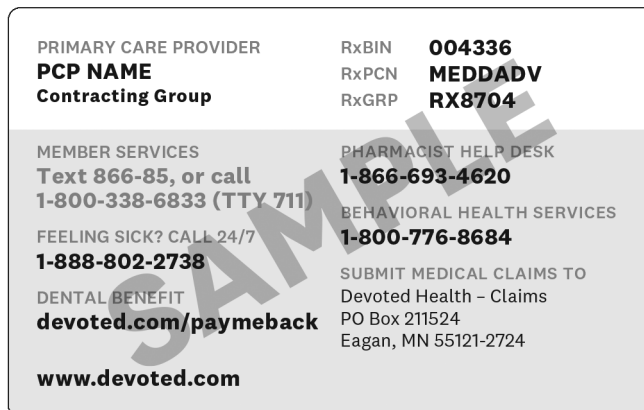 PRIMARY CARE PROVIDER
PCP NAME
Contracting Group
RxBIN 004336
RxPCN MEDDADV
RxGRP RX8704
MEMBER SERVICES
Text 866-85, or call
1-800-338-6833 (TTY 711)
FEELING SICK? CALL 24/7
1-888-802-2738
DENTAL BENEFIT
devoted.com/paymeback
www.devoted.com
PHARMACIST HELP DESK
1-866-693-4620
BEHAVIORAL HEALTH SERVICES
1-800-776-8684
SUBMIT MEDICAL CLAIMS TO
Devoted Health – Claims
PO Box 211524
Eagan, MN 55121-2724
SAMPLE